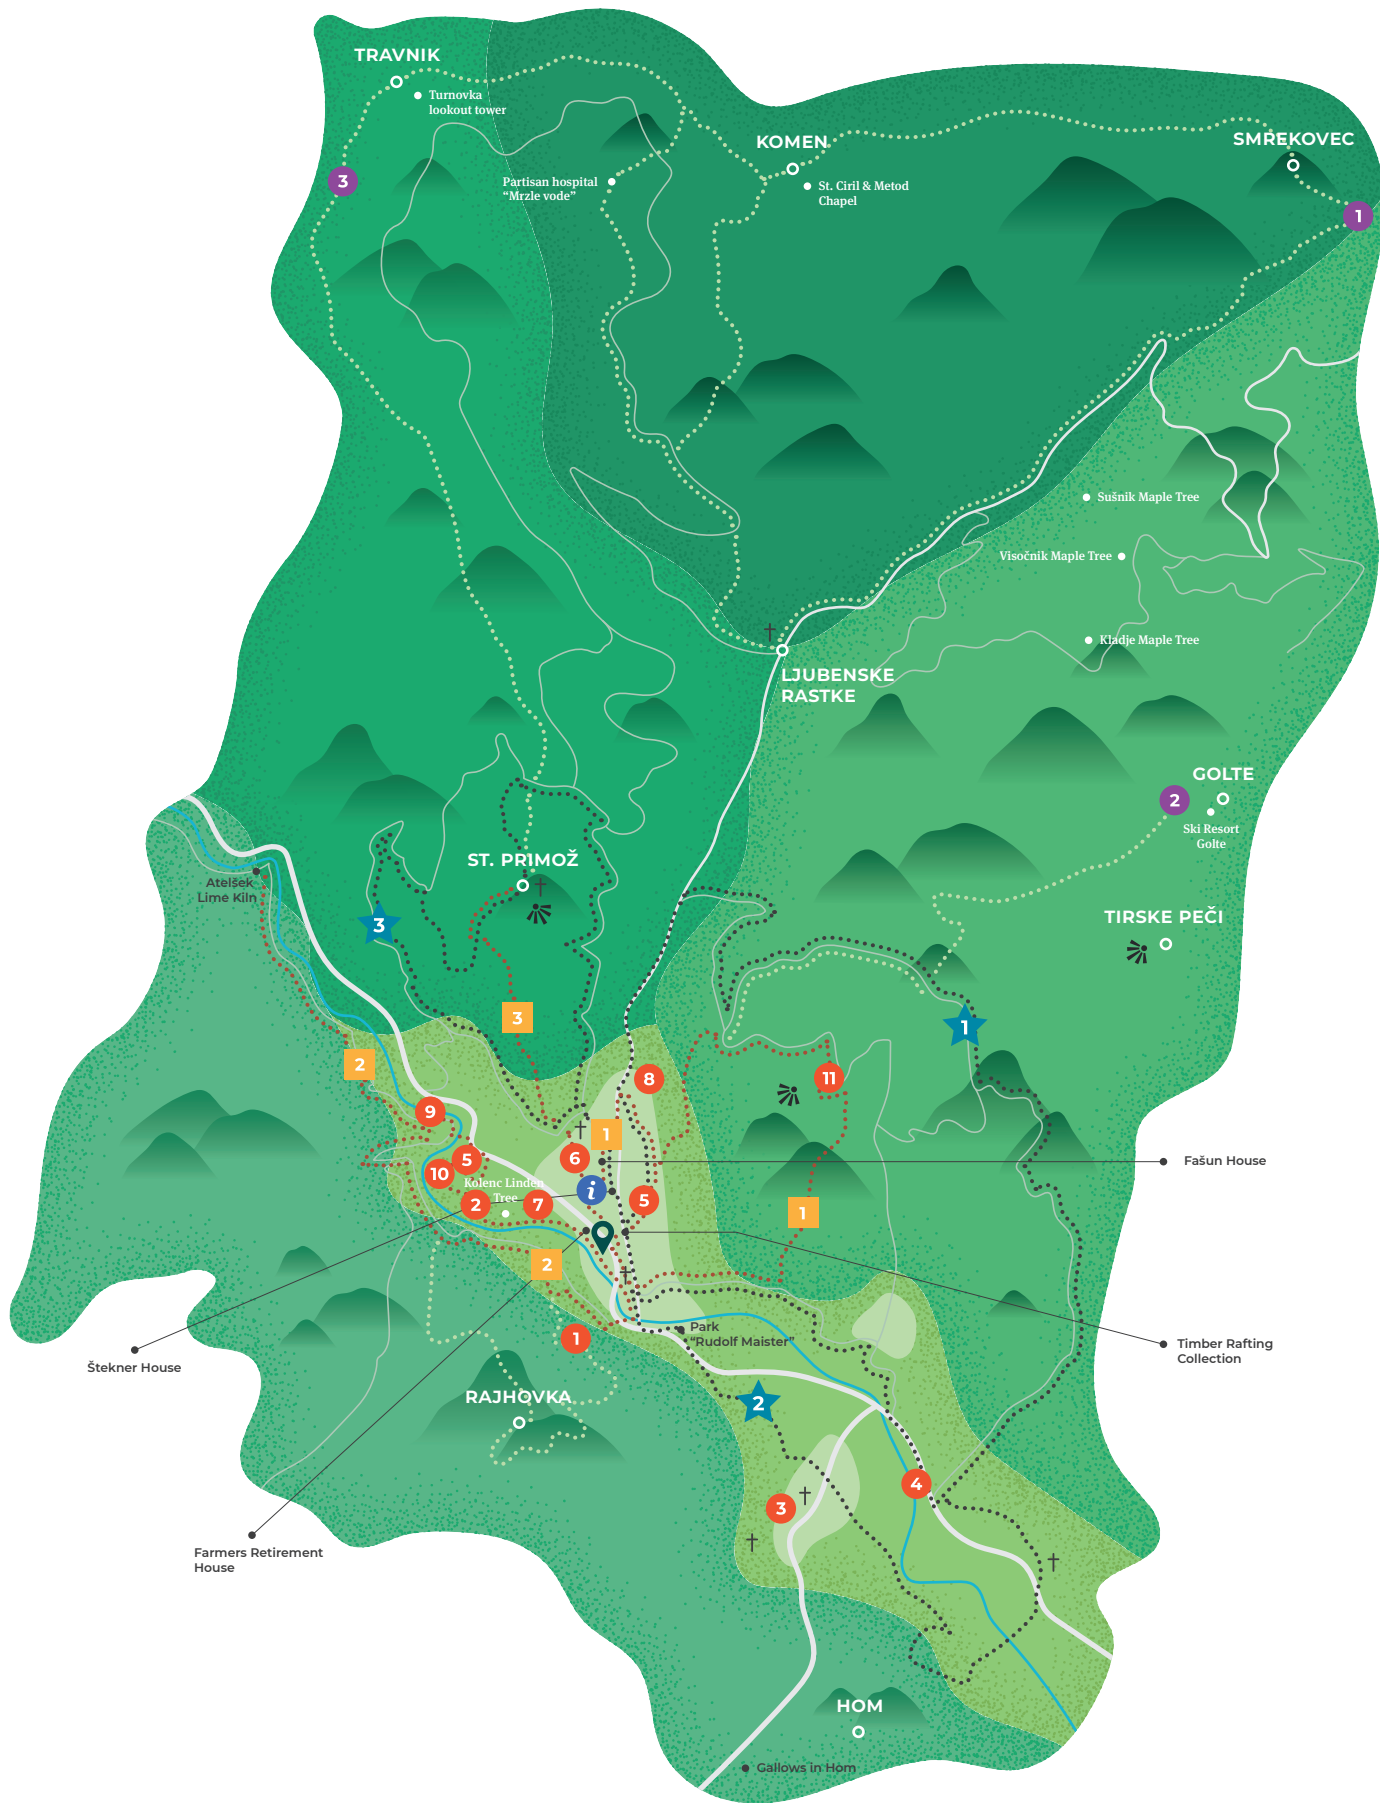 TRAVNIK
Turnovka
lookout tower
KOMEN
SMREKOVEC
3
Partisan hospital
“Mrzle vode”
St. Ciril & Metod
Chapel
1
Sušnik Maple Tree
Visočnik Maple Tree
Kladje Maple Tree
LJUBENSKE
RASTKE
GOLTE
2
Ski Resort
Golte
ST. PRIMOŽ
Atelšek
Lime Kiln
3
TIRSKE PEČI
3
1
2
8
11
9
1
6
5
10
Kolenc Linden
Tree
i
5
2
7
1
Fašun House
2
1
Park
“Rudolf Maister”
Timber Rafting
Collection
Štekner House
RAJHOVKA
2
4
3
Farmers Retirement
House
HOM
Gallows in Hom